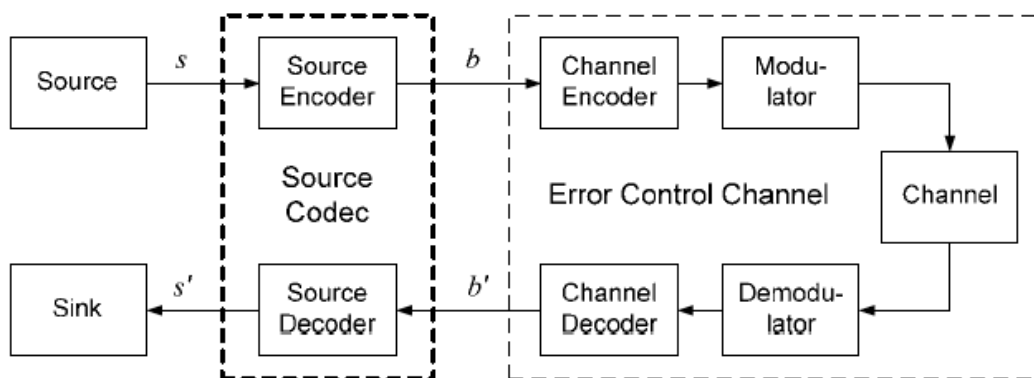 Source
s
Source
Encoder
b
Channel
Encoder
Modu-
lator
Source
Codec
Error Control Channel
Channel
Sink
s'
Source
Decoder
b'
Channel
Decoder
Demodu-
lator